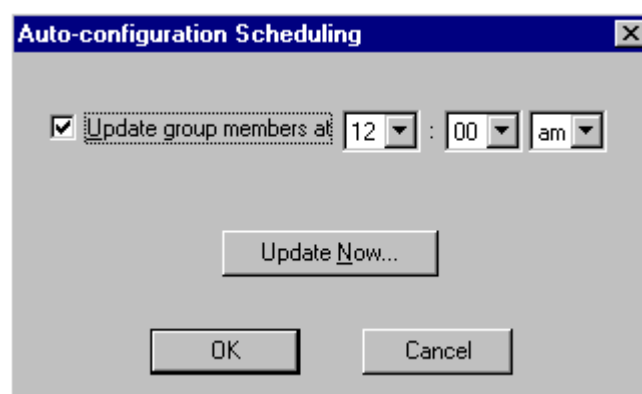 Auto-configuration Scheduling
Update group members at 12 : 00 am
Update Now...
OK Cancel